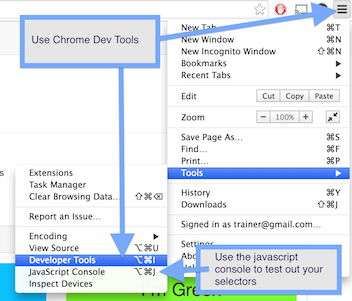 Use Chrome Dev Tools
New Tab ⌘T
New Window ⌘N
New Incognito Window ⇧⌘N
Bookmarks
Recent Tabs
Edit Cut Copy Paste
Zoom − 100% +
Save Page As... ⌘S
Find... ⌘F
Print... ⌘P
Tools
History ⌘Y
Downloads ⇧⌘J
Signed in as trainer@gmail.com...
Settings
Abo
Hel
Extensions
Task Manager
Clear Browsing Data... ⇧⌘⌫
Report an Issue...
Encoding
View Source ⌥⌘U
Developer Tools ⌥⌘I
JavaScript Console ⌥⌘J
Inspect Devices
Use the javascript
console to test out your
selectors
I'm Green